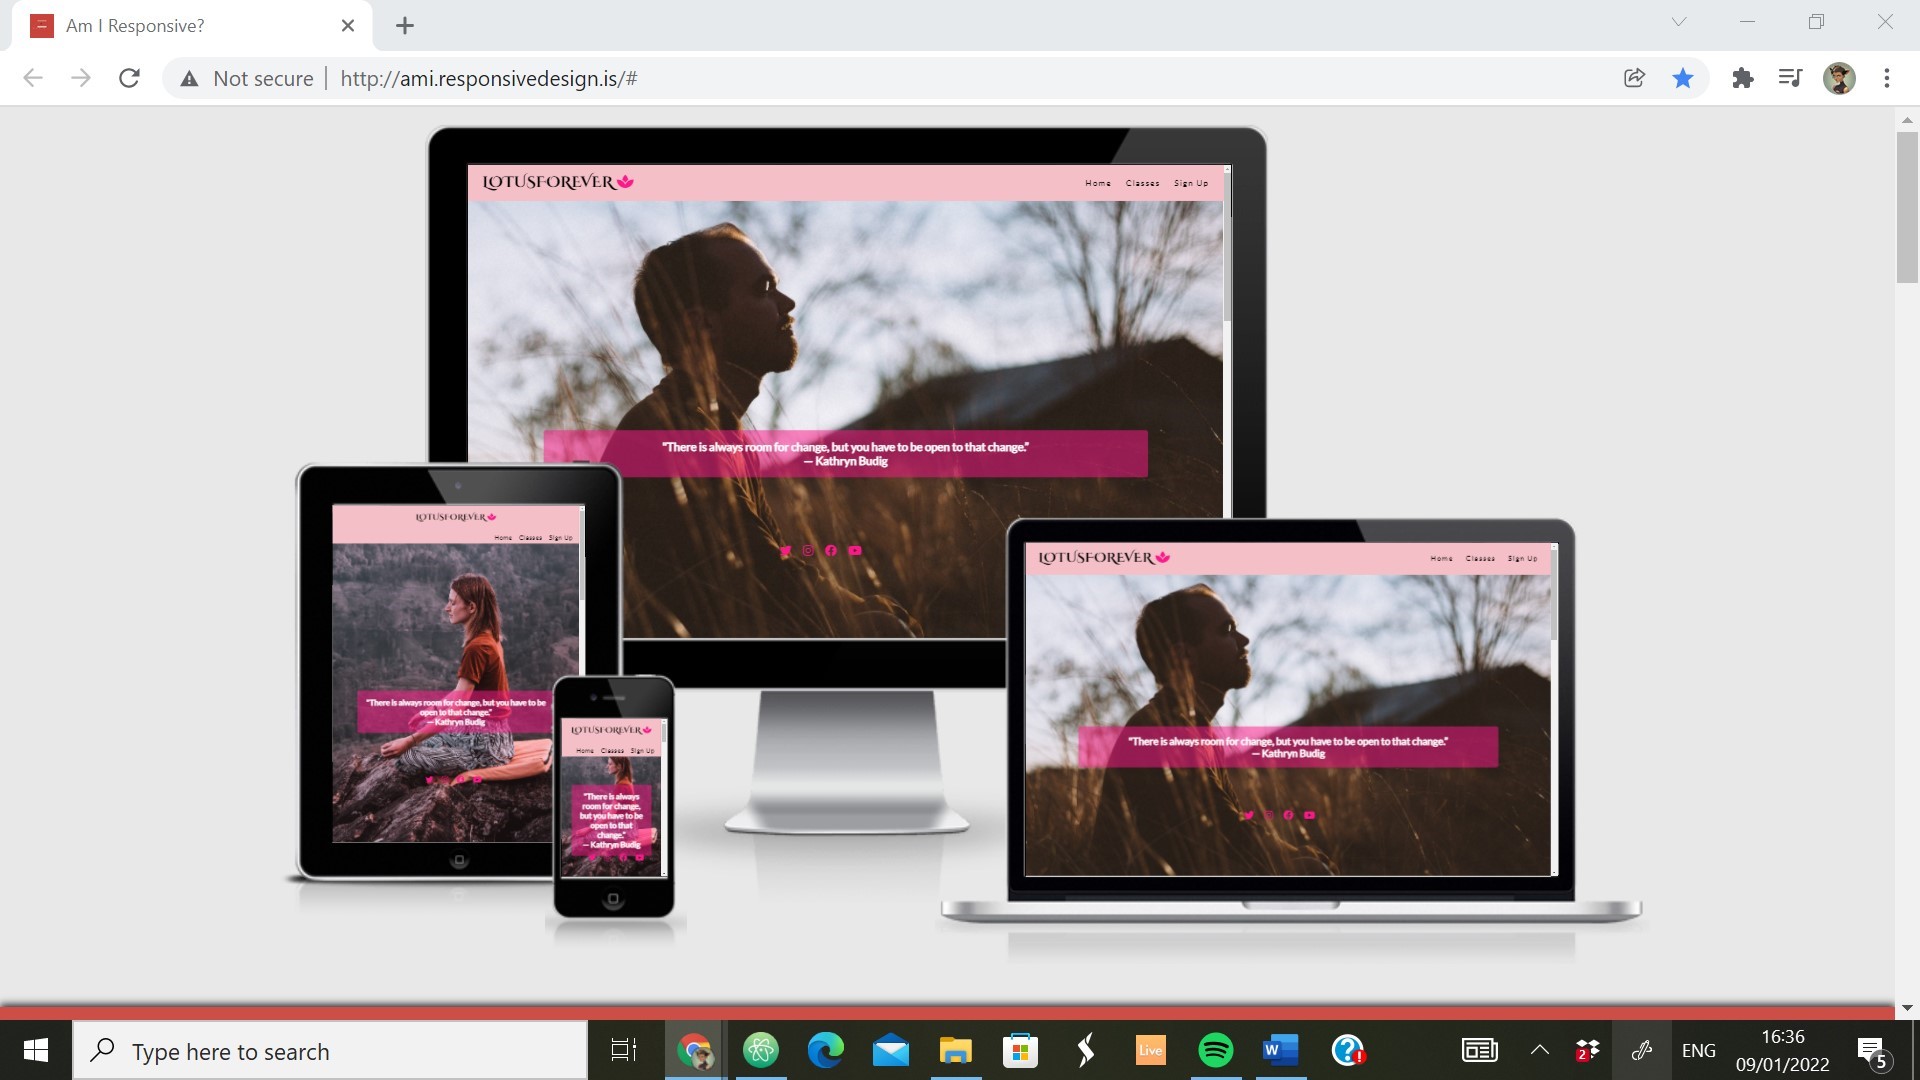 Am I Responsive?
Not secure
http://ami.responsivedesign.is/#
LOTUSFOREVER
Home Classes Sign Up
"There is always room for change, but you have to be open to that change."
— Kathryn Budig
LOTUSFOREVER
Home Classes Sign Up
"There is always room for change, but you have to be
open to that change."
— Kathryn Budig
LOTUSFOREVER
Home Classes Sign Up
"There is always
room for change,
but you have to be
open to that
change."
— Kathryn Budig
LOTUSFOREVER
Home Classes Sign Up
"There is always room for change, but you have to be open to that change."
— Kathryn Budig
Type here to search
Live
W
2
ENG
16:36
09/01/2022
5